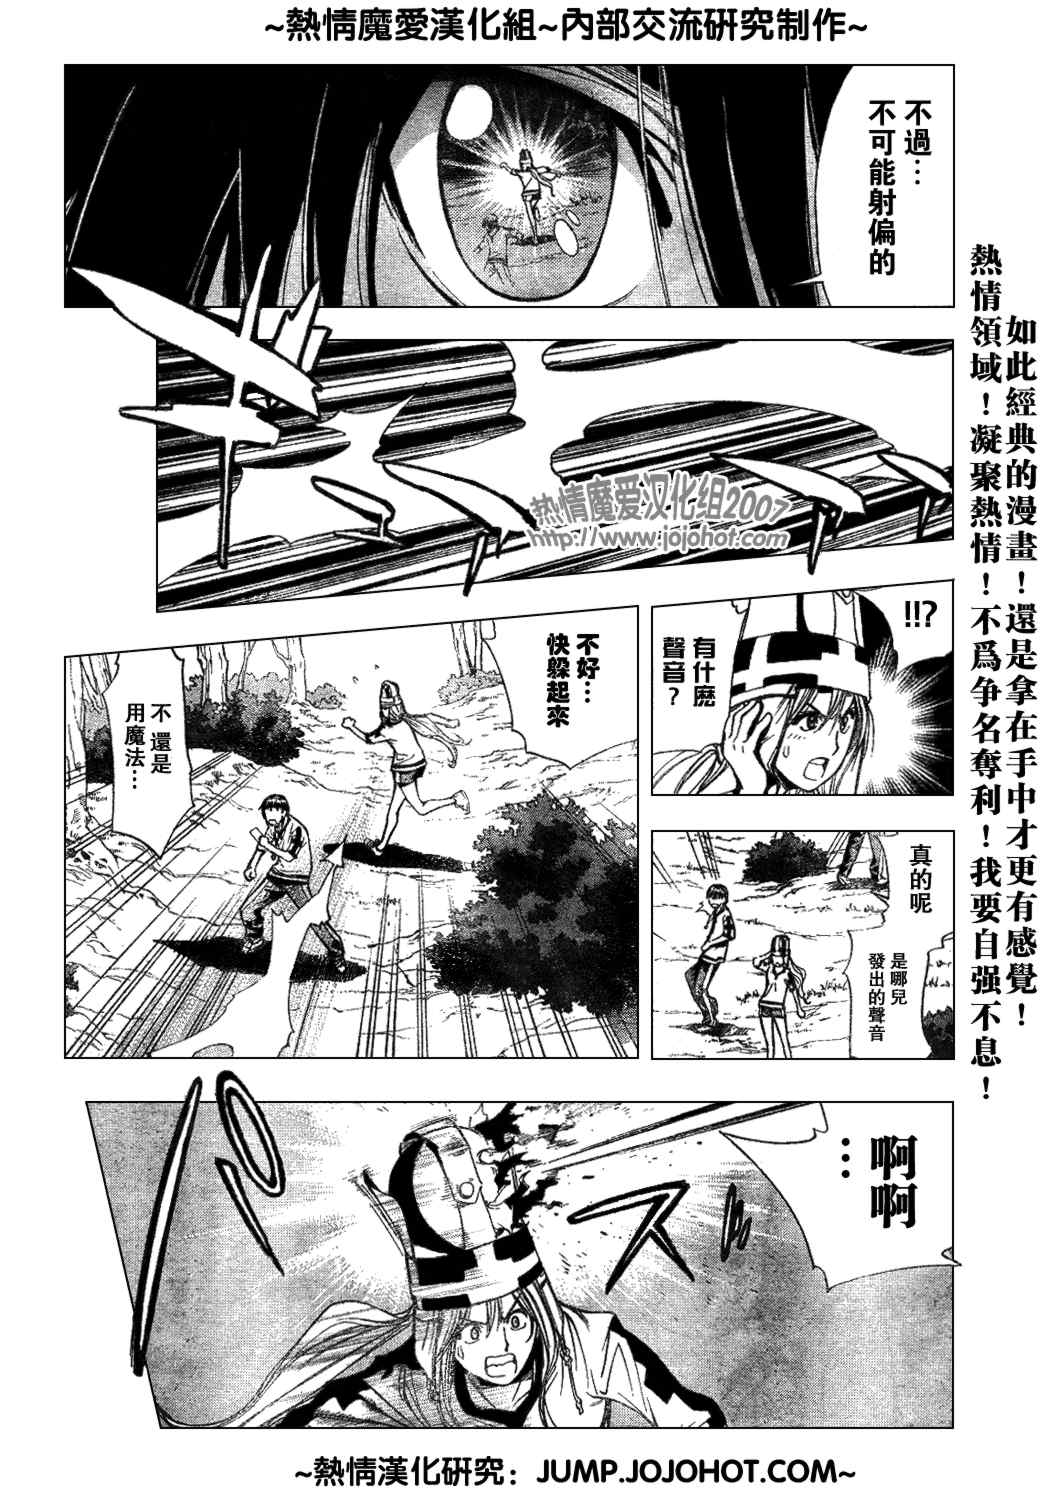 ~熱情魔愛漢化組~內部交流研究制作~
不過…
不可能射偏的
如此經典的漫畫！還是拿在手中才更有感覺！
熱情領域！凝聚熱情！不爲争名奪利！我要自强不息！
熱情魔爱汉化组2007
http://www.jojohot.com
!!?
有什麽
聲音？
不好…
快躲起來
不 還是
用魔法…
真的呢
是哪兒
發出的聲音
啊啊
…
~熱情漢化研究：JUMP.JOJOHOT.COM~